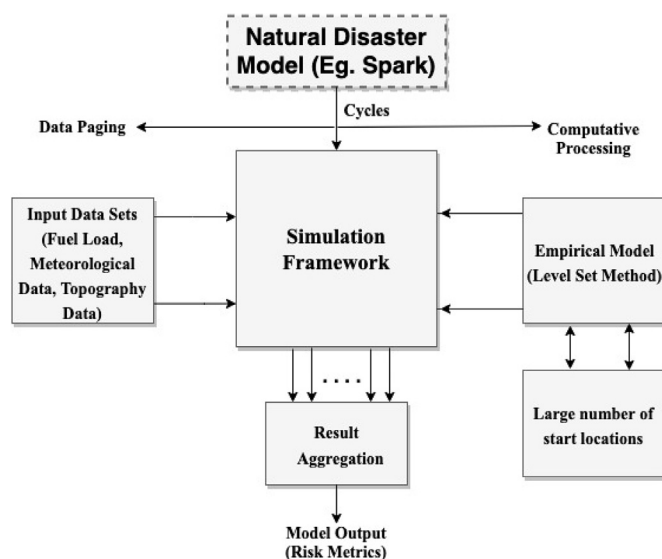 Natural Disaster
Model (Eg. Spark)
Cycles
Data Paging
Computative
Processing
Input Data Sets
(Fuel Load,
Meteorological
Data, Topography
Data)
Simulation
Framework
Empirical Model
(Level Set Method)
....
Result
Aggregation
Large number of
start locations
Model Output
(Risk Metrics)